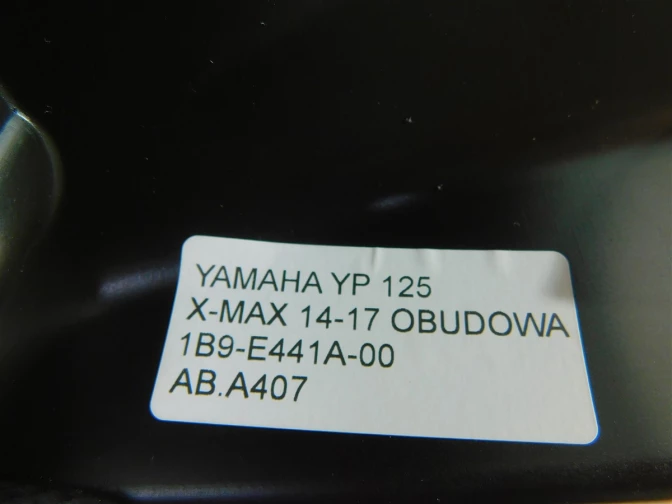 YAMAHA YP 125
X-MAX 14-17 OBUDOWA
1B9-E441A-00
AB.A407